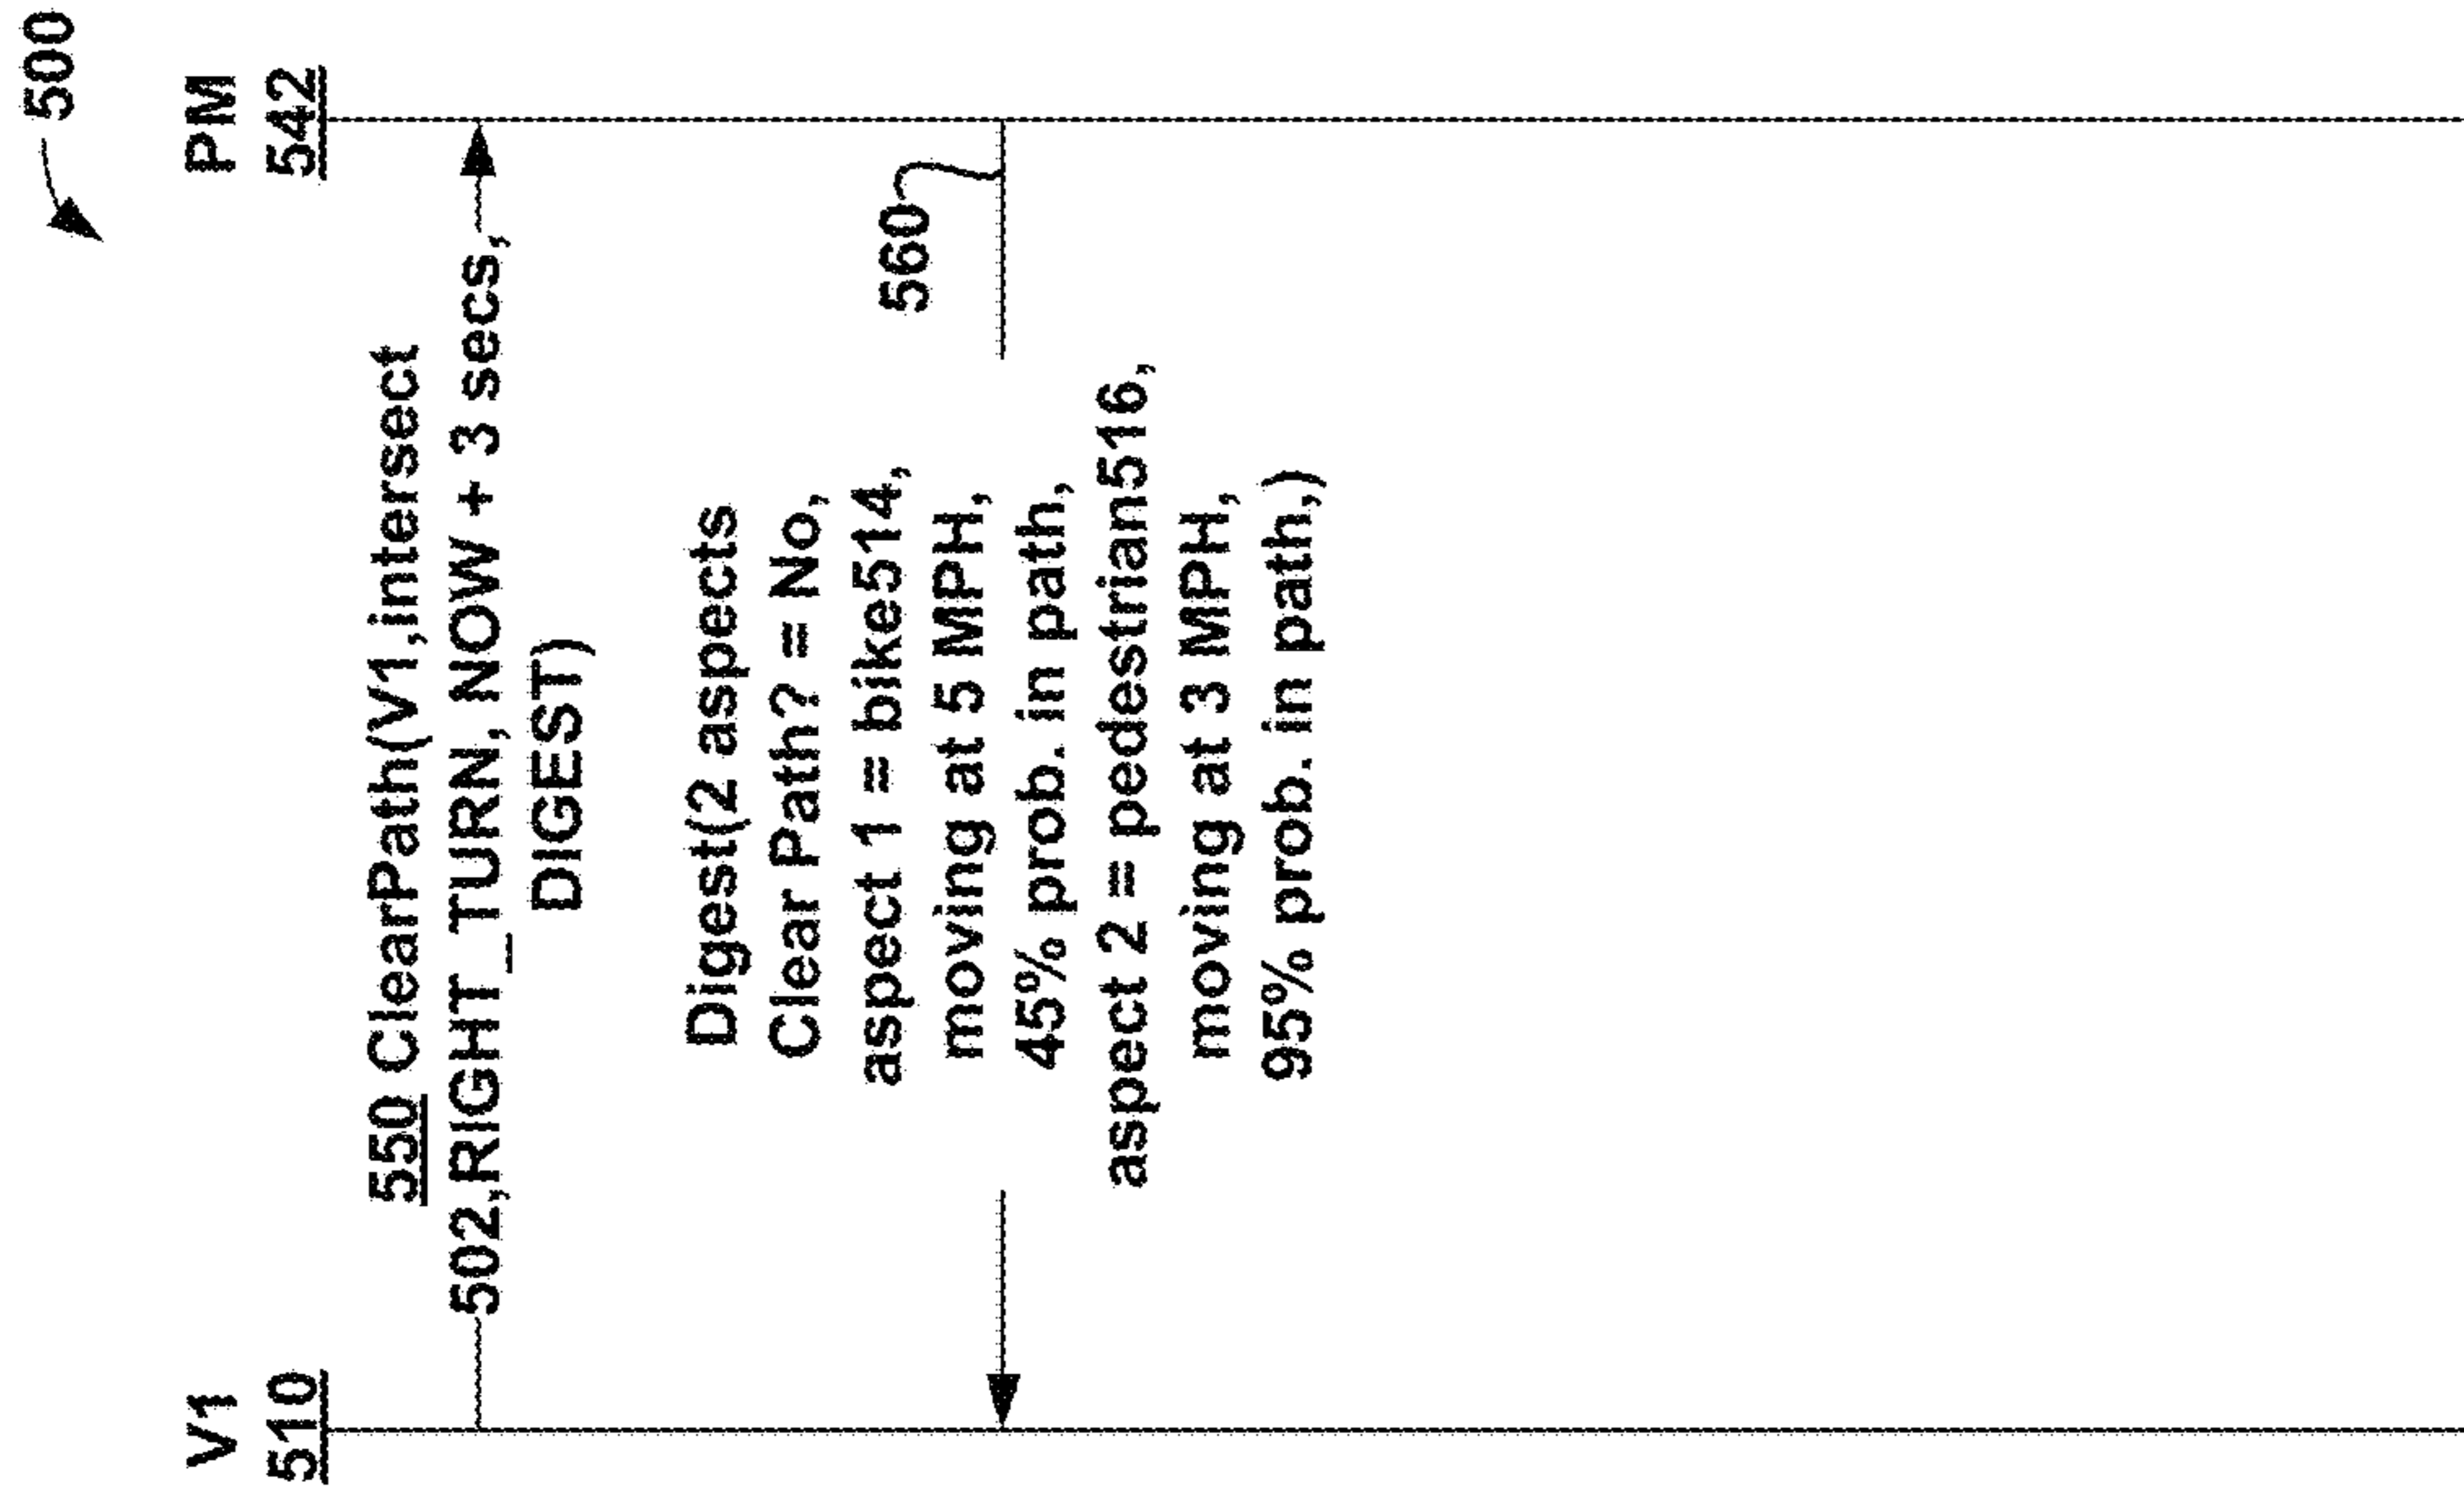 500
V1
510
PM
542
550 ClearPath(V1,intersect
502,RIGHT_TURN, NOW + 3 secs,
DIGEST)
560
Digest(2 aspects
Clear Path? = No,
aspect 1 = bike514,
moving at 5 MPH,
45% prob. in path,
aspect 2 = pedestrian516,
moving at 3 MPH,
95% prob. in path,)